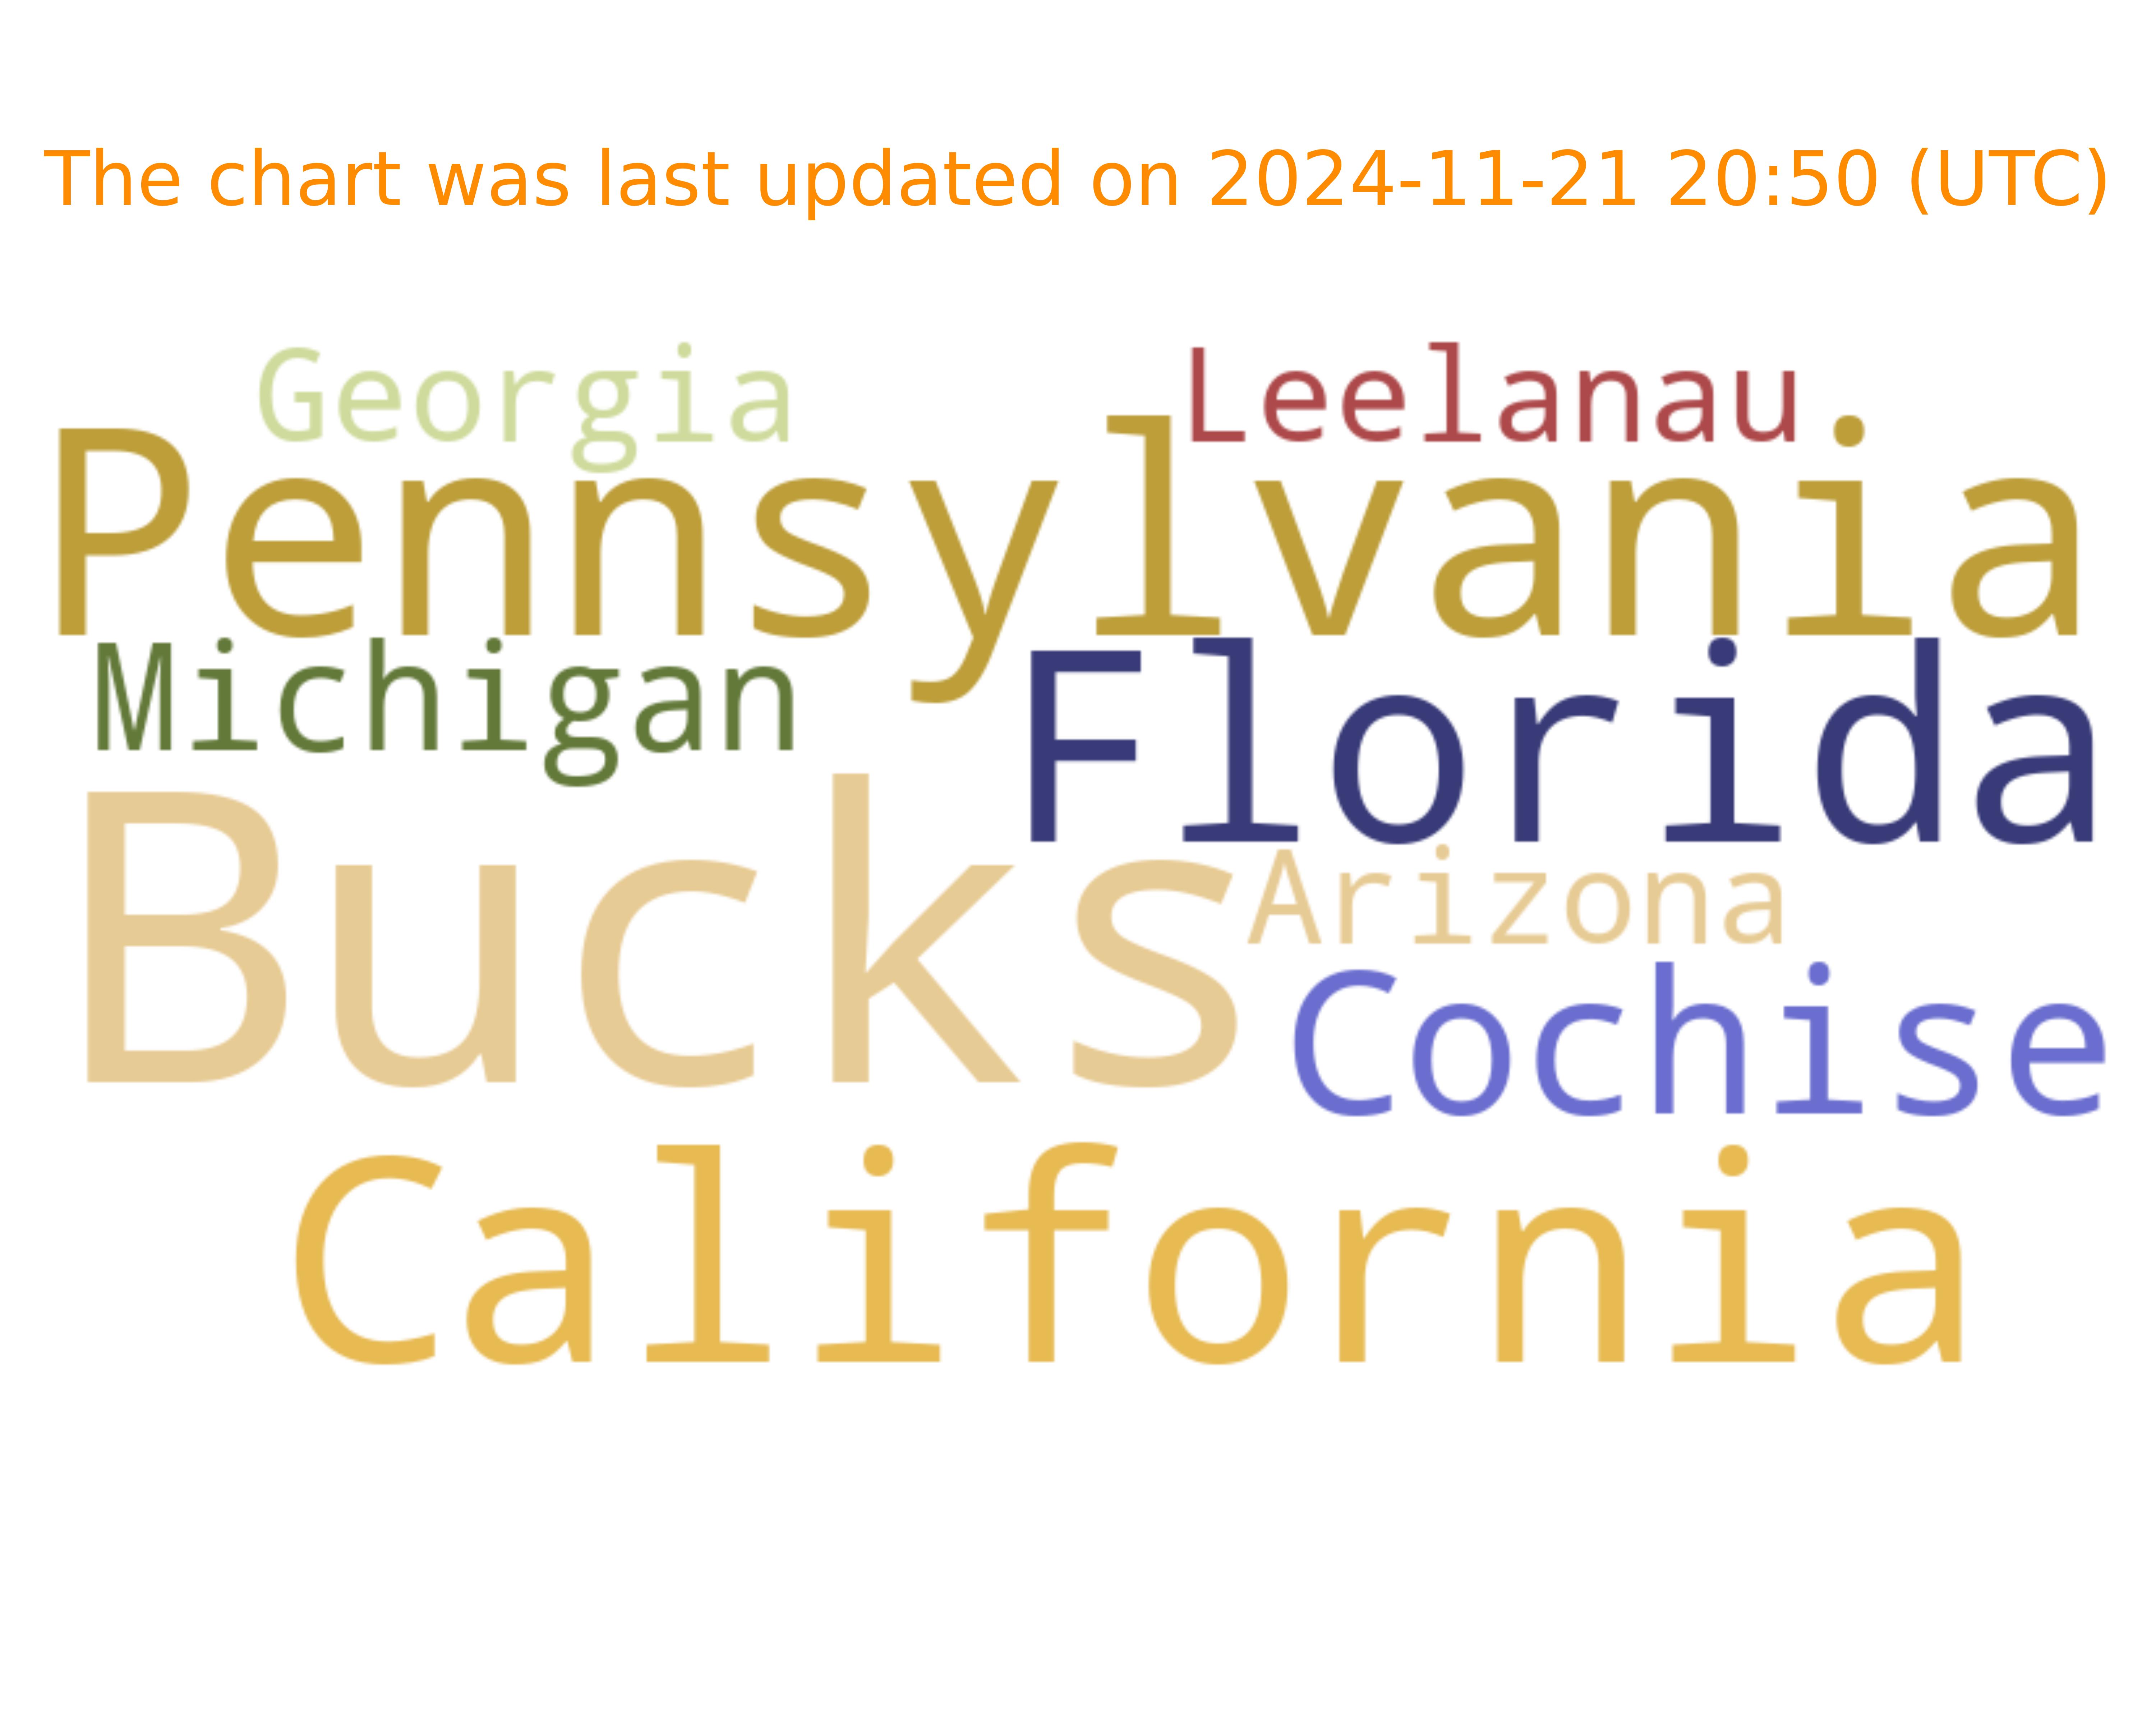 The chart was last updated on 2024-11-21 20:50 (UTC)
Georgia
Leelanau
Pennsylvania
Michigan
Florida
Bucks
Arizona
Cochise
California